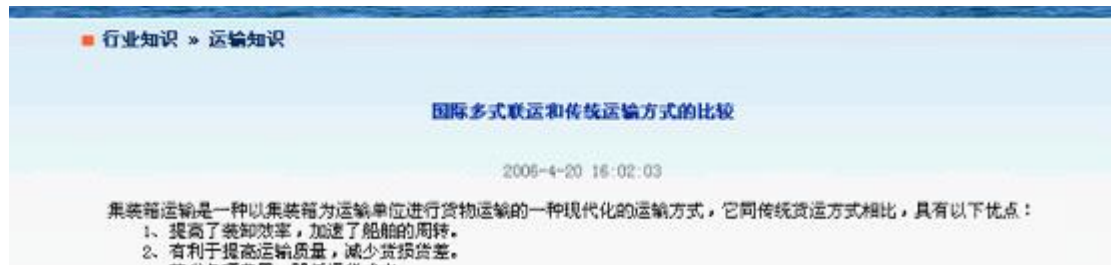 行业知识 » 运输知识
国际多式联运和传统运输方式的比较
2006-4-20 16:02:03
集装箱运输是一种以集装箱为运输单位进行货物运输的一种现代化的运输方式，它同传统货运方式相比，具有以下优点：
1、提高了装卸效率，加速了船舶的周转。
2、有利于提高运输质量，减少货损货差。